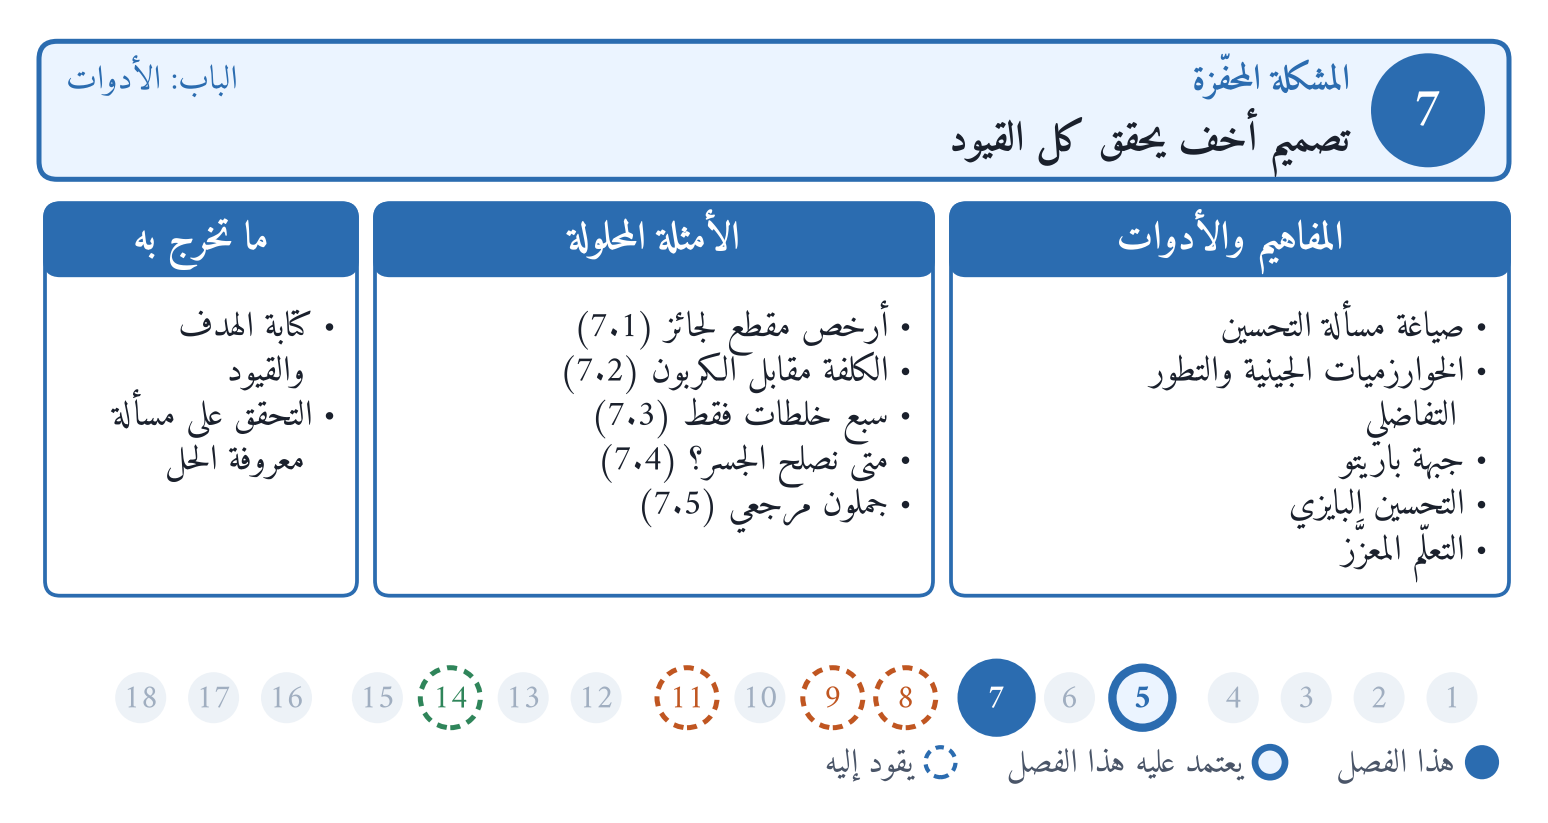 7
المشكلة المحفّزة
الباب: الأدوات
تصميم أخف يحقق كل القيود
المفاهيم والأدوات
• صياغة مسألة التحسين
• الخوارزميات الجينية والتطور
التفاضلي
• جبهة باريتو
• التحسين البايزي
• التعلّم المعزَّز
الأمثلة المحلولة
• أرخص مقطع لجائز (7.1)
• الكلفة مقابل الكربون (7.2)
• سبع خلطات فقط (7.3)
• متى نصلح الجسر؟ (7.4)
• جملون مرجعي (7.5)
ما تخرج به
• كتابة الهدف
والقيود
• التحقق على مسألة
معروفة الحل
1 2 3 4 5 6 7 8 9 10 11 12 13 14 15 16 17 18
هذا الفصل
يعتمد عليه هذا الفصل
يقود إليه